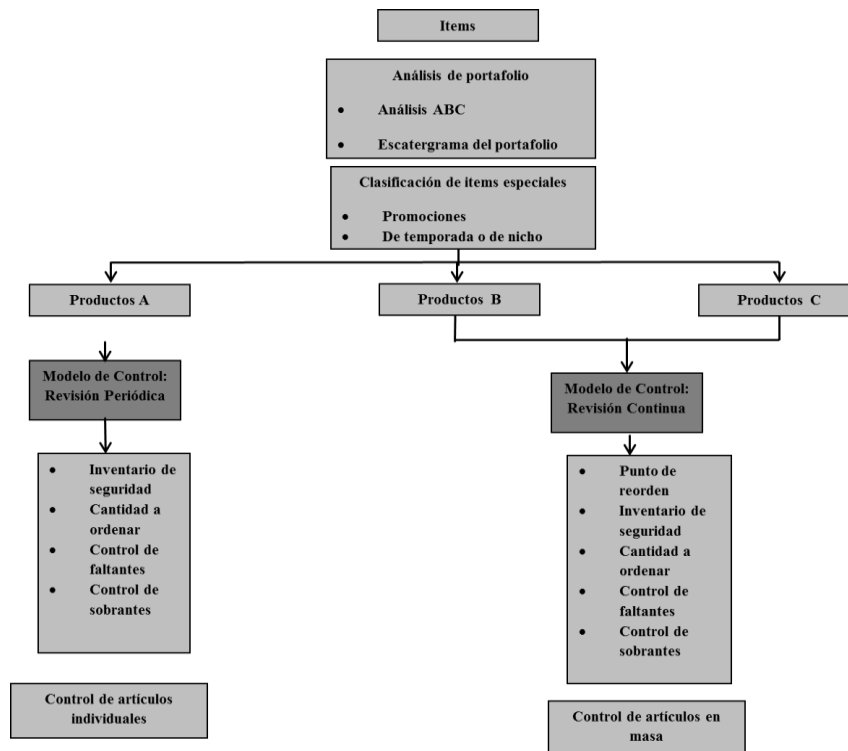 Items
Análisis de portafolio
• Análisis ABC
• Escatergrama del portafolio
Clasificación de items especiales
• Promociones
• De temporada o de nicho
Productos A
Productos B
Productos C
Modelo de Control:
Revisión Periódica
Modelo de Control:
Revisión Continua
• Inventario de
seguridad
• Cantidad a
ordenar
• Control de
faltantes
• Control de
sobrantes
• Punto de
reorden
• Inventario de
seguridad
• Cantidad a
ordenar
• Control de
faltantes
• Control de
sobrantes
Control de artículos
individuales
Control de artículos en
masa